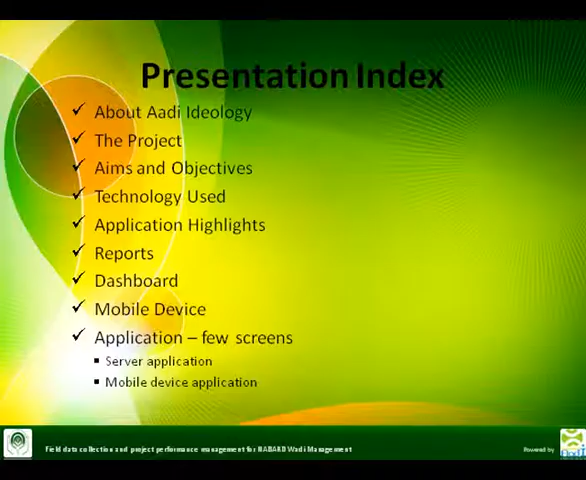 Presentation Index
About Aadi Ideology
The Project
Aims and Objectives
Technology Used
Application Highlights
Reports
Dashboard
Mobile Device
Application – few screens
Server application
Mobile device application
Field data collection and project performance management for NABARD Wadi Management
Powered by